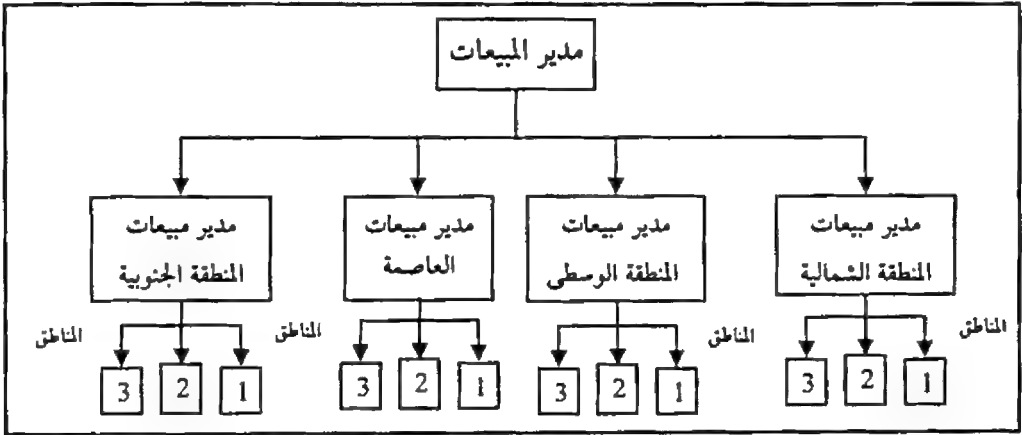 مدير المبيعات
مدير مبيعات
المنطقة الشمالية
مدير مبيعات
المنطقة الوسطى
مدير مبيعات
العاصمة
مدير مبيعات
المنطقة الجنوبية
المناطق
1 2 3
المناطق
1 2 3
المناطق
1 2 3
المناطق
1 2 3